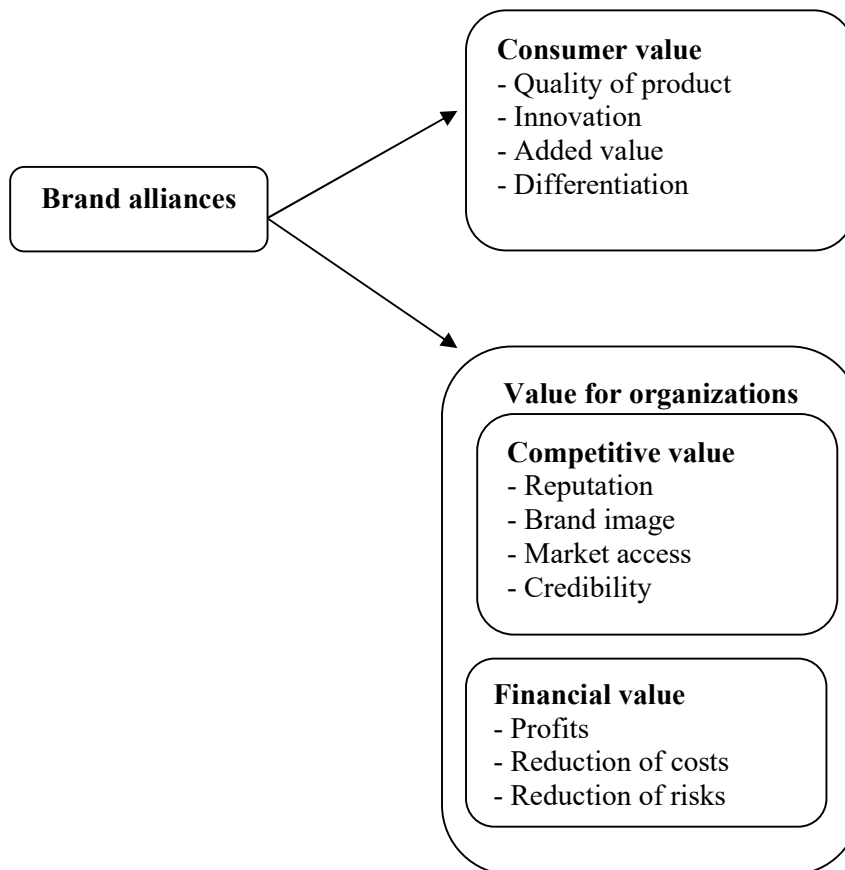 Brand alliances
Consumer value
- Quality of product
- Innovation
- Added value
- Differentiation
Value for organizations
Competitive value
- Reputation
- Brand image
- Market access
- Credibility
Financial value
- Profits
- Reduction of costs
- Reduction of risks